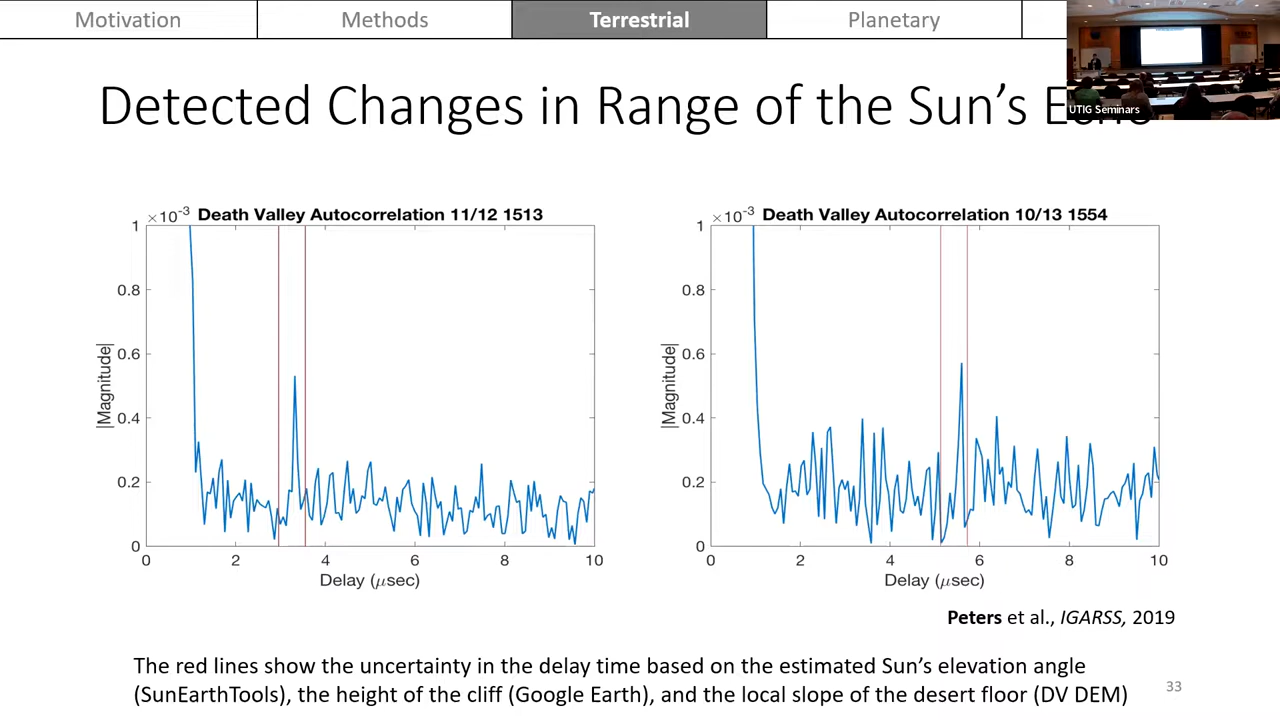 Motivation
Methods
Terrestrial
Planetary
UTIG Seminars
Detected Changes in Range of the Sun's
×10-3 Death Valley Autocorrelation 11/12 1513
1
0.8
0.6
0.4
0.2
0
|Magnitude|
0 2 4 6 8 10
Delay (μsec)
×10-3 Death Valley Autocorrelation 10/13 1554
1
0.8
0.6
0.4
0.2
0
|Magnitude|
0 2 4 6 8 10
Delay (μsec)
Peters et al., IGARSS, 2019
The red lines show the uncertainty in the delay time based on the estimated Sun's elevation angle
(SunEarthTools), the height of the cliff (Google Earth), and the local slope of the desert floor (DV DEM)
33